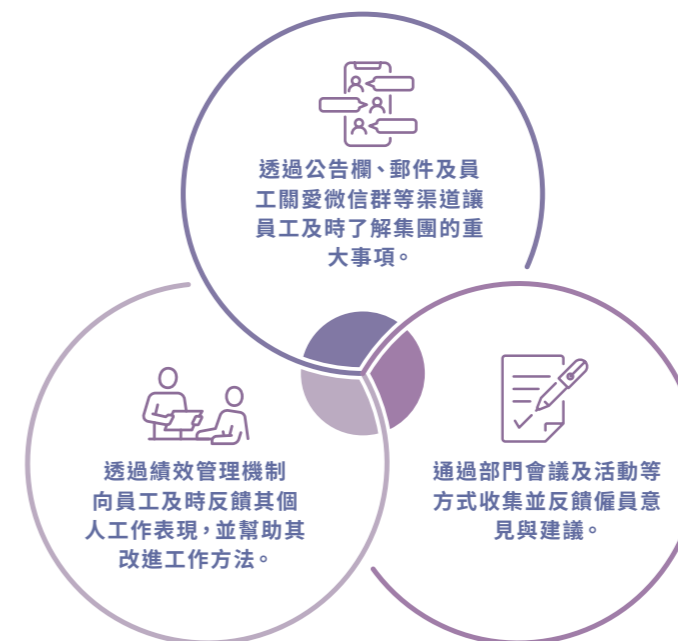 透過公告欄、郵件及員
工關愛微信群等渠道讓
員工及時了解集團的重
大事項。
透過績效管理機制
向員工及時反饋其個
人工作表現，並幫助其
改進工作方法。
通過部門會議及活動等
方式收集並反饋僱員意
見與建議。